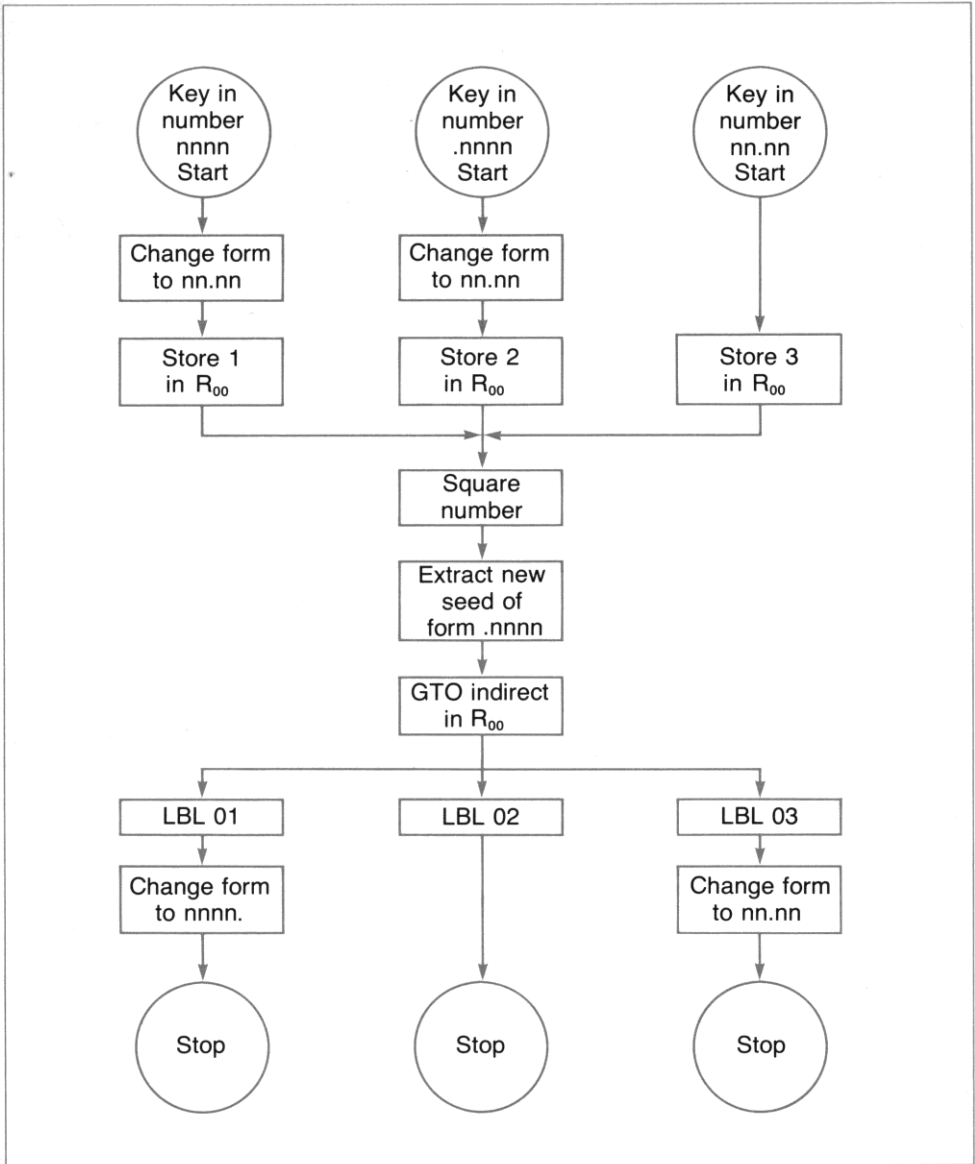 Key in
number
nnnn
Start
Key in
number
.nnnn
Start
Key in
number
nn.nn
Start
Change form
to nn.nn
Change form
to nn.nn
Store 1
in R₀₀
Store 2
in R₀₀
Store 3
in R₀₀
Square
number
Extract new
seed of
form .nnnn
GTO indirect
in R₀₀
LBL 01
LBL 02
LBL 03
Change form
to nnnn.
Change form
to nn.nn
Stop
Stop
Stop